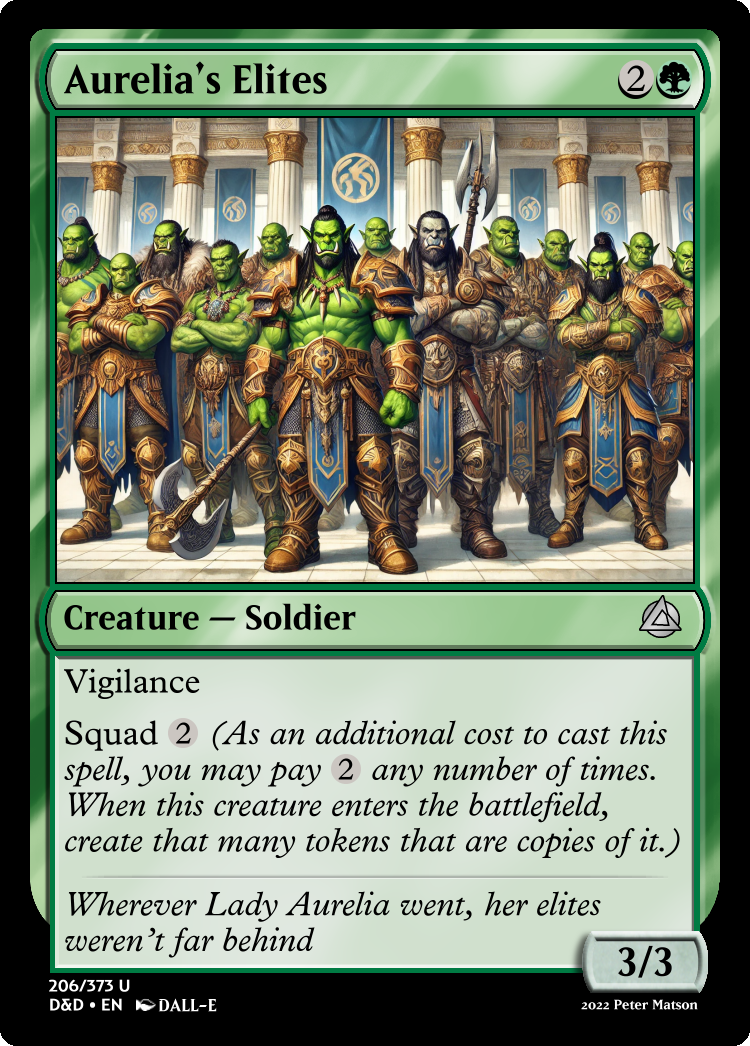 Aurelia's Elites 2
Creature — Soldier
Vigilance
Squad 2 (As an additional cost to cast this
spell, you may pay 2 any number of times.
When this creature enters the battlefield,
create that many tokens that are copies of it.)
Wherever Lady Aurelia went, her elites
weren't far behind
3/3
206/373 U
D&D • EN DALL-E
2022 Peter Matson